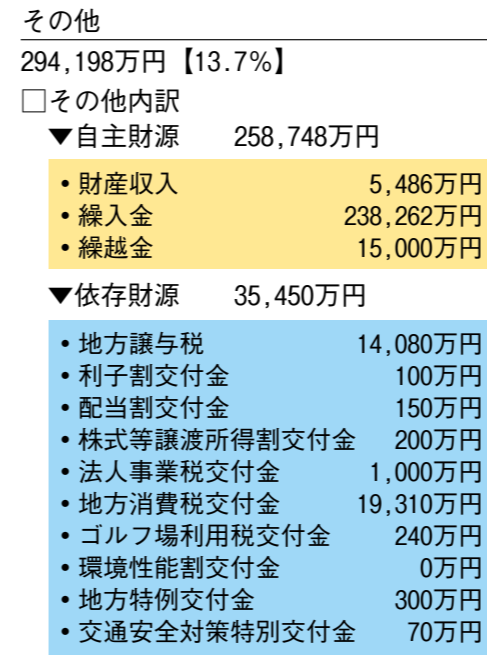 その他
294,198万円【13.7%】
□その他内訳
▼自主財源 258,748万円
・財産収入 5,486万円
・繰入金 238,262万円
・繰越金 15,000万円
▼依存財源 35,450万円
・地方譲与税 14,080万円
・利子割交付金 100万円
・配当割交付金 150万円
・株式等譲渡所得割交付金 200万円
・法人事業税交付金 1,000万円
・地方消費税交付金 19,310万円
・ゴルフ場利用税交付金 240万円
・環境性能割交付金 0万円
・地方特例交付金 300万円
・交通安全対策特別交付金 70万円